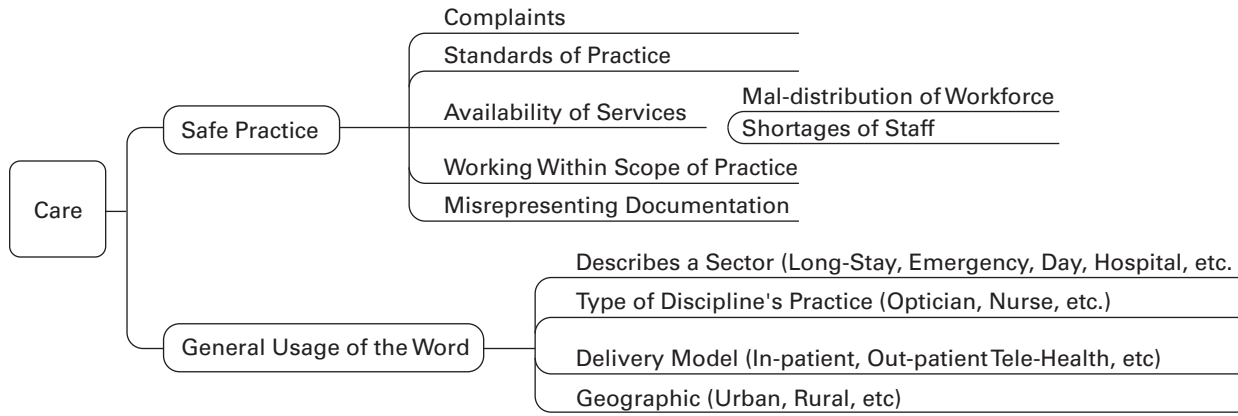 Care
Safe Practice
Complaints
Standards of Practice
Availability of Services
Mal-distribution of Workforce
Shortages of Staff
Working Within Scope of Practice
Misrepresenting Documentation
General Usage of the Word
Describes a Sector (Long-Stay, Emergency, Day, Hospital, etc.
Type of Discipline's Practice (Optician, Nurse, etc.)
Delivery Model (In-patient, Out-patient Tele-Health, etc)
Geographic (Urban, Rural, etc)